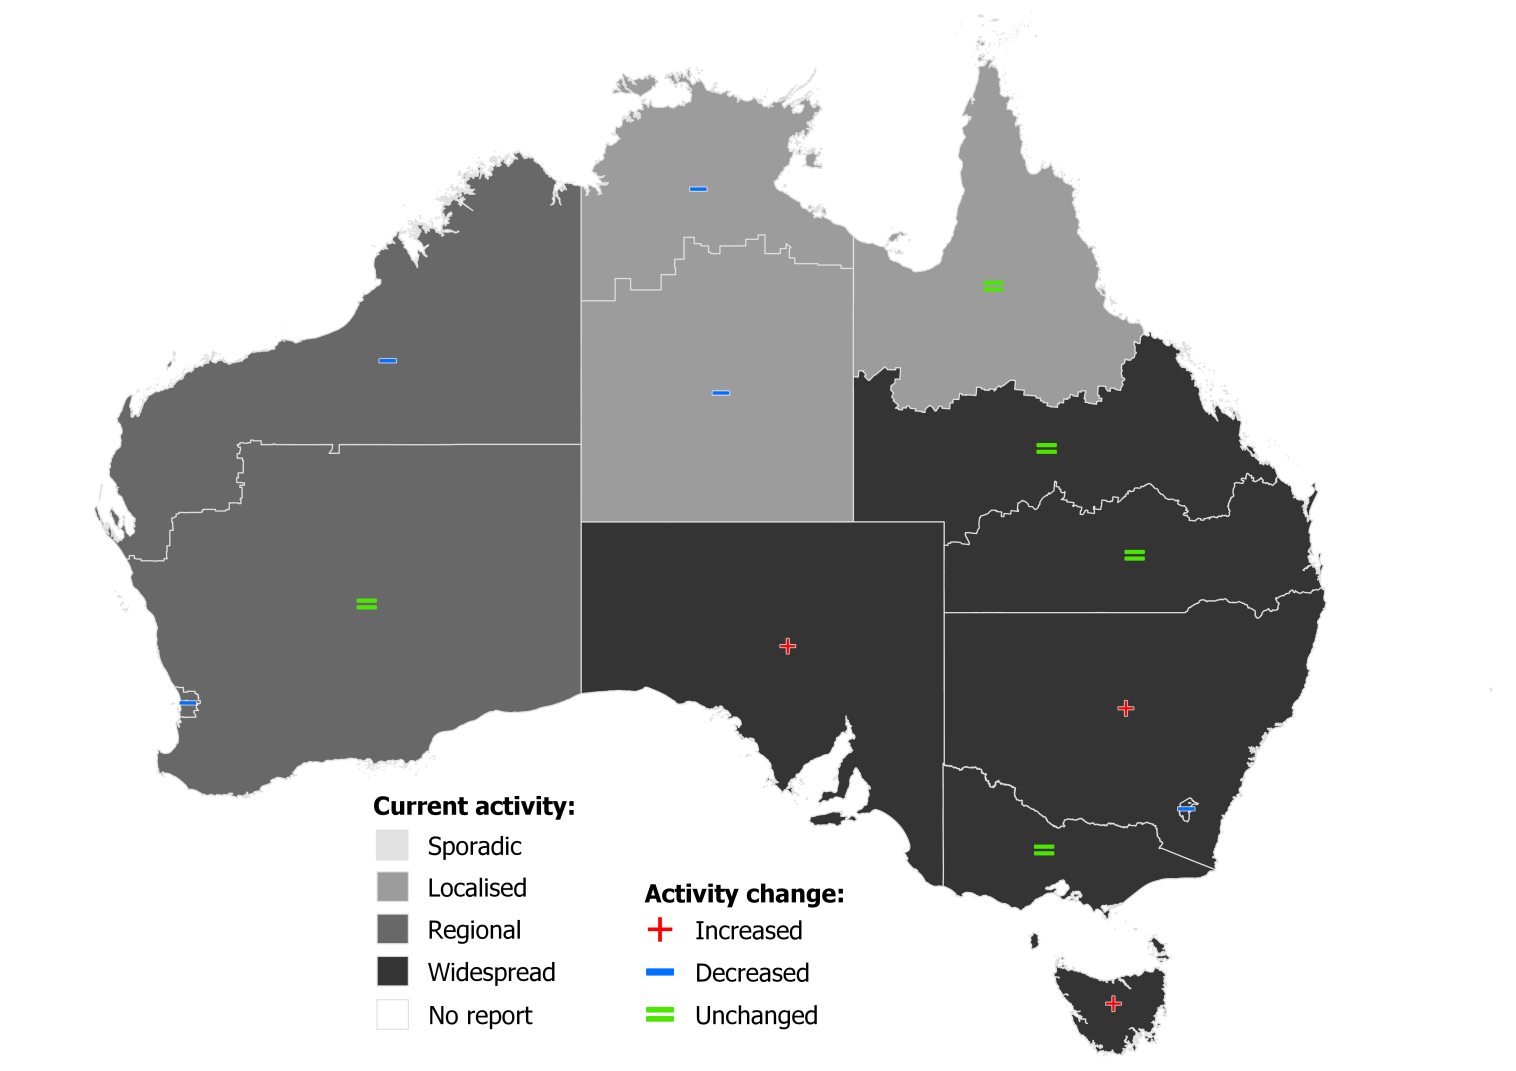 Current activity:
Sporadic
Localised
Regional
Widespread
No report
Activity change:
Increased
Decreased
Unchanged